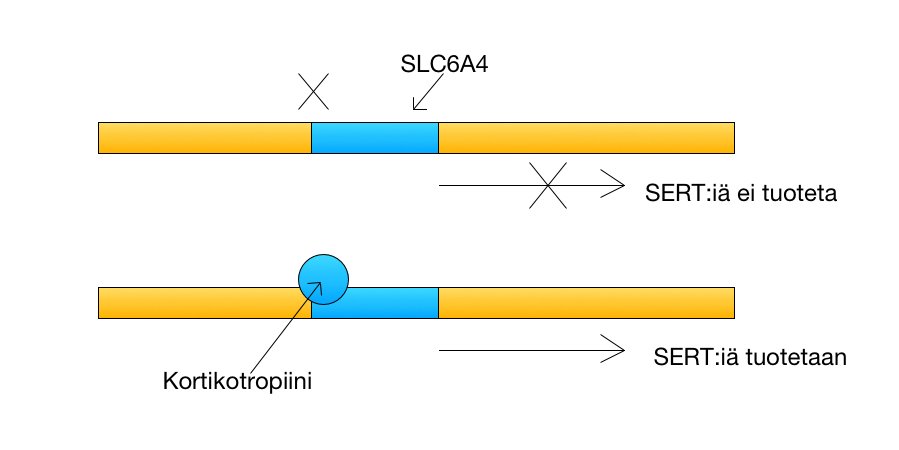 SLC6A4
SERT:iä ei tuoteta
SERT:iä tuotetaan
Kortikotropiini